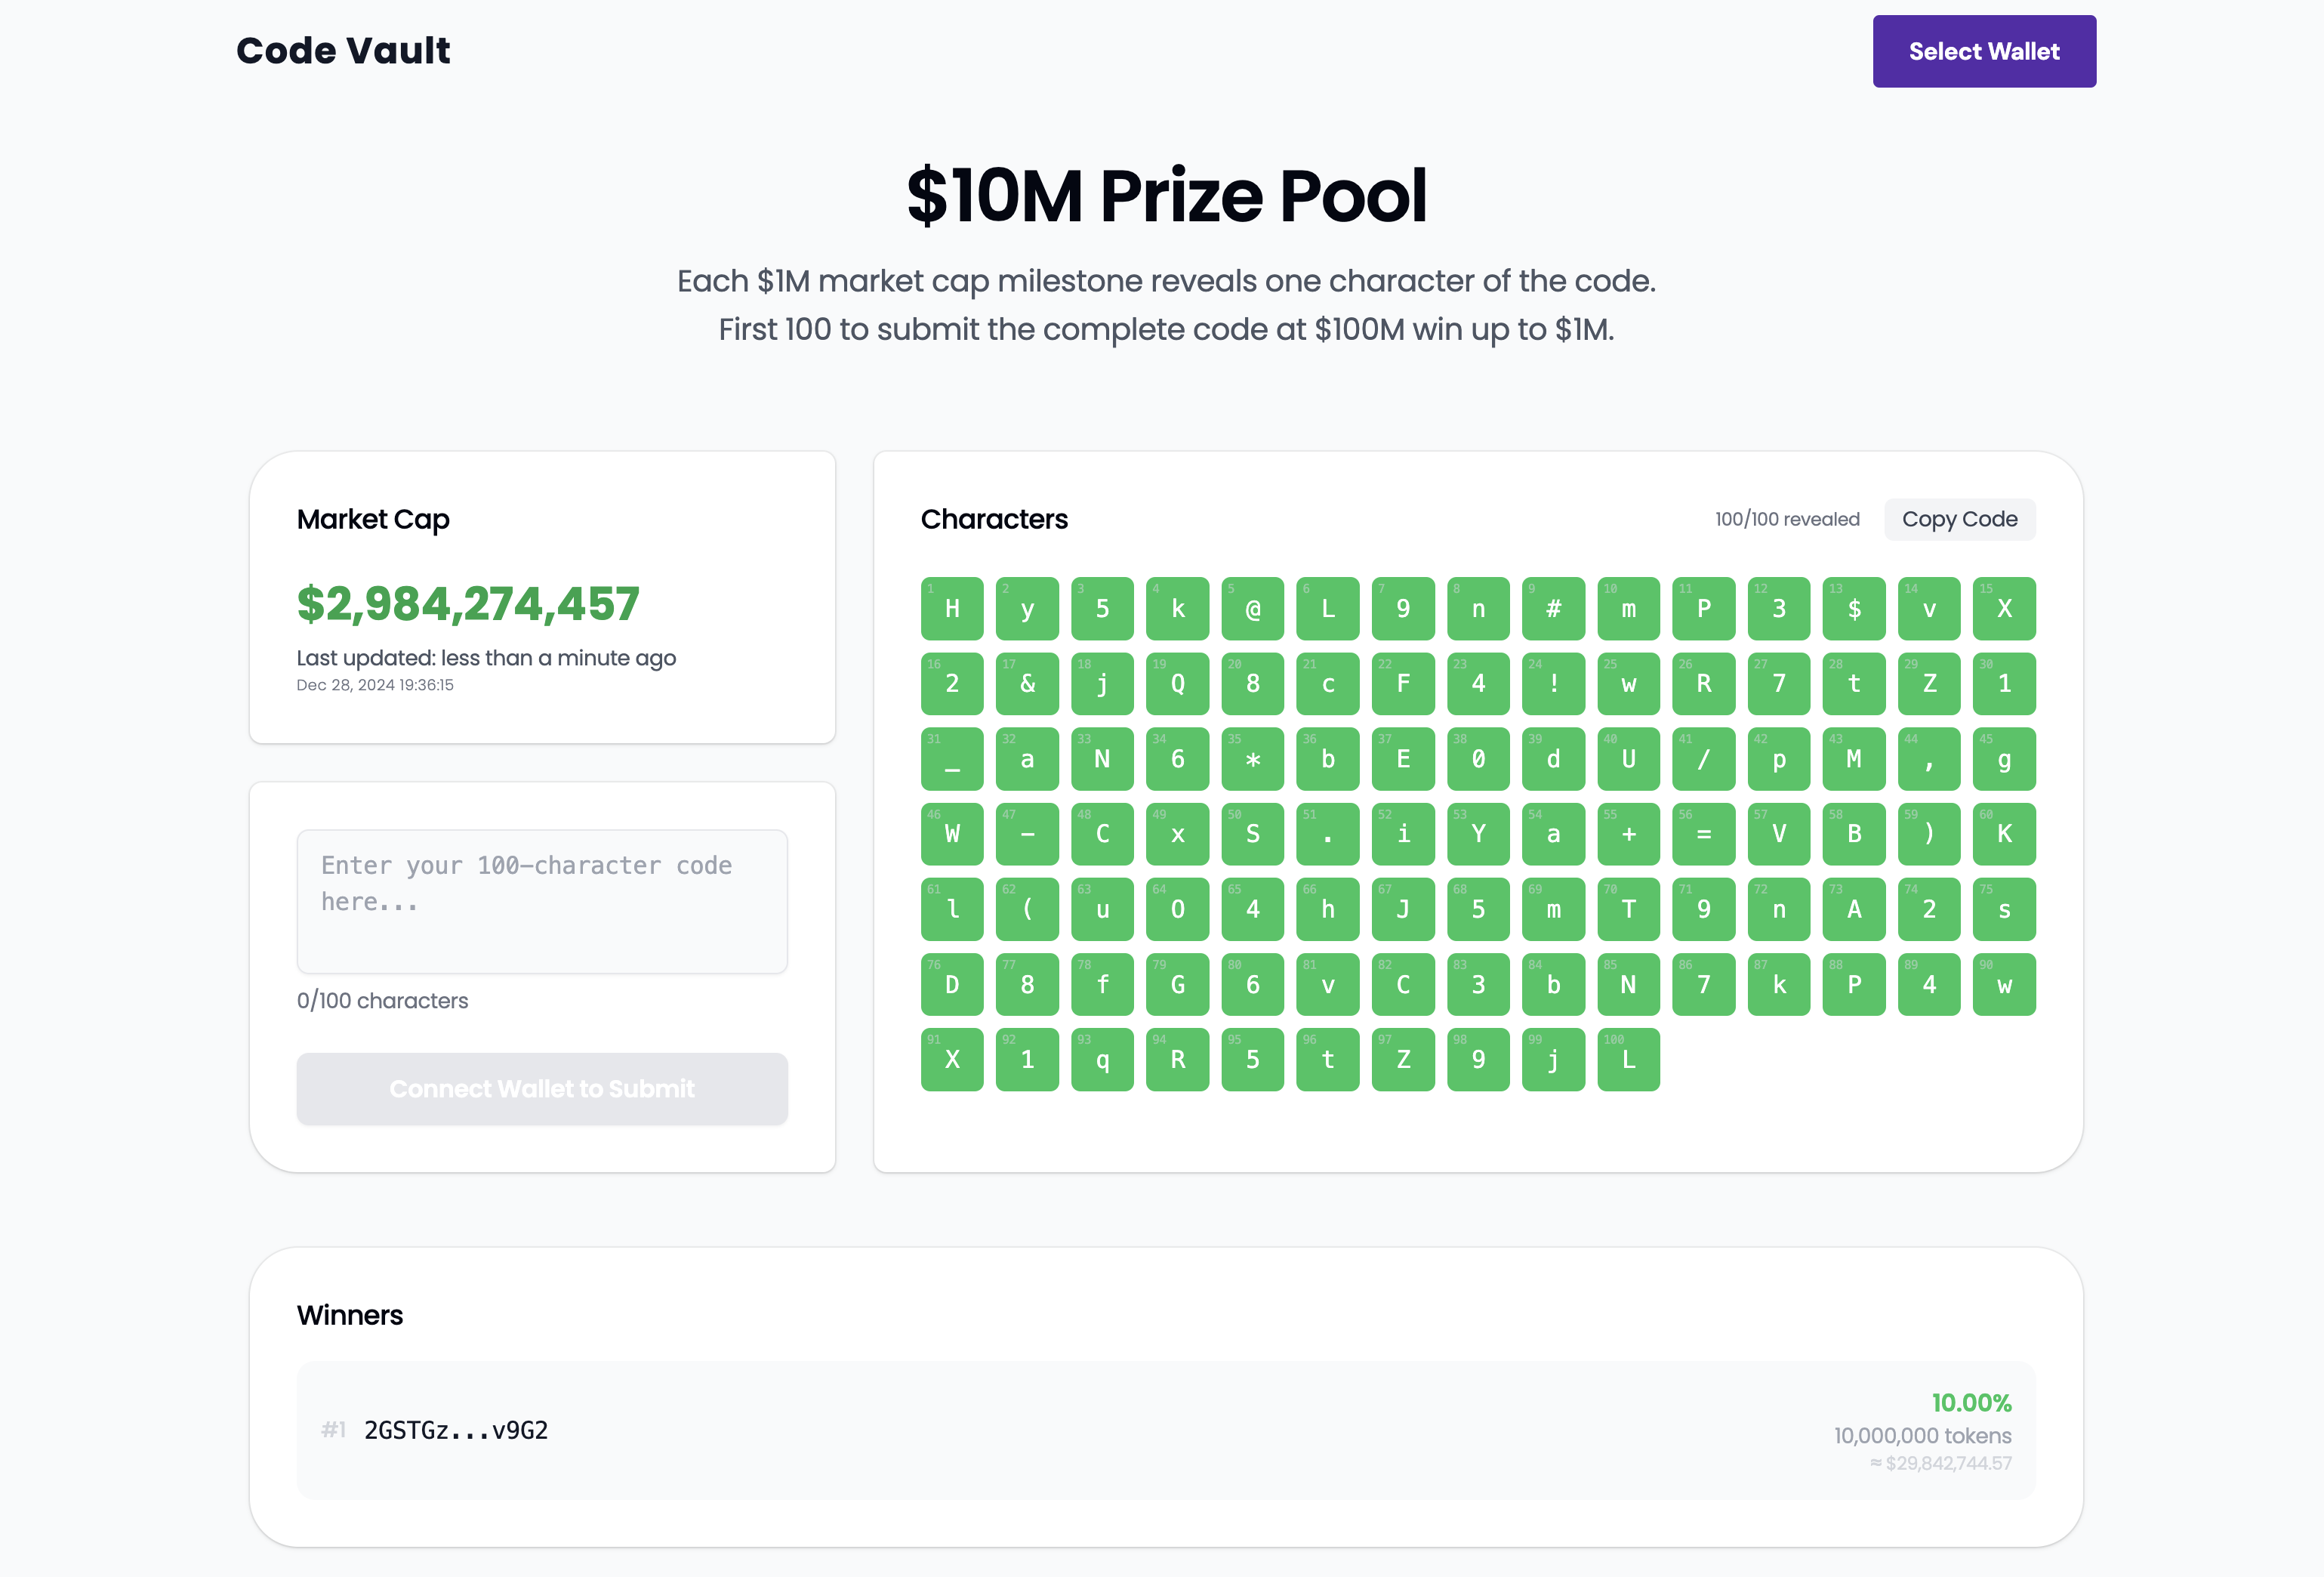 Code Vault
Select Wallet
$10M Prize Pool
Each $1M market cap milestone reveals one character of the code.
First 100 to submit the complete code at $100M win up to $1M.
Market Cap
$2,984,274,457
Last updated: less than a minute ago
Dec 28, 2024 19:36:15
Enter your 100-character code
here...
0/100 characters
Connect Wallet to Submit
Characters
100/100 revealed
Copy Code
1 H 2 y 3 5 4 k 5 @ 6 L 7 9 8 n 9 # 10 m 11 P 12 3 13 $ 14 v 15 X
16 2 17 & 18 j 19 Q 20 8 21 c 22 F 23 4 24 ! 25 w 26 R 27 7 28 t 29 Z 30 1
31 _ 32 a 33 N 34 6 35 * 36 b 37 E 38 0 39 d 40 U 41 / 42 p 43 M 44 , 45 g
46 W 47 - 48 C 49 x 50 S 51 . 52 i 53 Y 54 a 55 + 56 = 57 V 58 B 59 ) 60 K
61 l 62 ( 63 u 64 O 65 4 66 h 67 J 68 5 69 m 70 T 71 9 72 n 73 A 74 2 75 s
76 D 77 8 78 f 79 G 80 6 81 v 82 C 83 3 84 b 85 N 86 7 87 k 88 P 89 4 90 w
91 X 92 1 93 q 94 R 95 5 96 t 97 Z 98 9 99 j 100 L
Winners
#1 2GSTGz...v9G2
10.00%
10,000,000 tokens
≈ $29,842,744.57